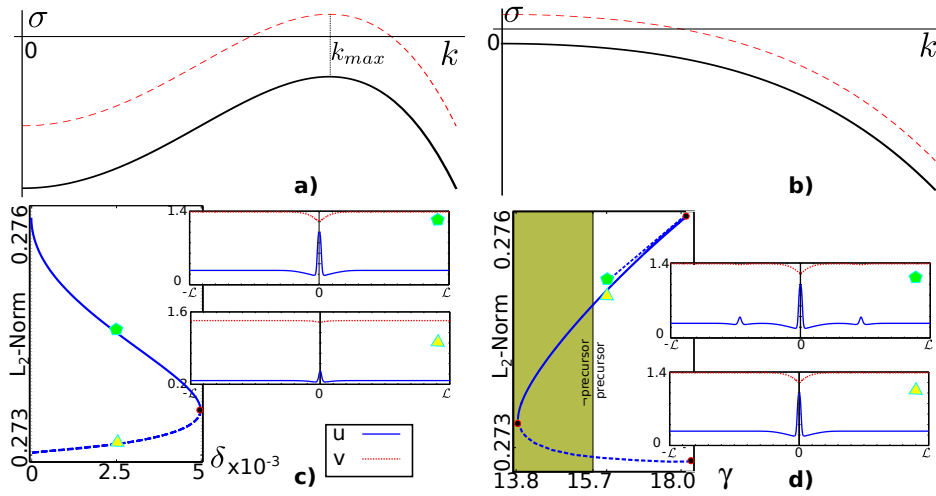 σ
0
k_max
k
a)
σ
0
k
b)
0.276
L₂-Norm
0.273
0
2.5
5
δ x10⁻³
c)
1.4
0
-ℒ
0
ℒ
1.6
0.2
-ℒ
0
ℒ
u
v
0.276
L₂-Norm
0.273
¬precursor
precursor
13.8
15.7
18.0
γ
d)
1.4
0
-ℒ
0
ℒ
1.4
0
-ℒ
0
ℒ